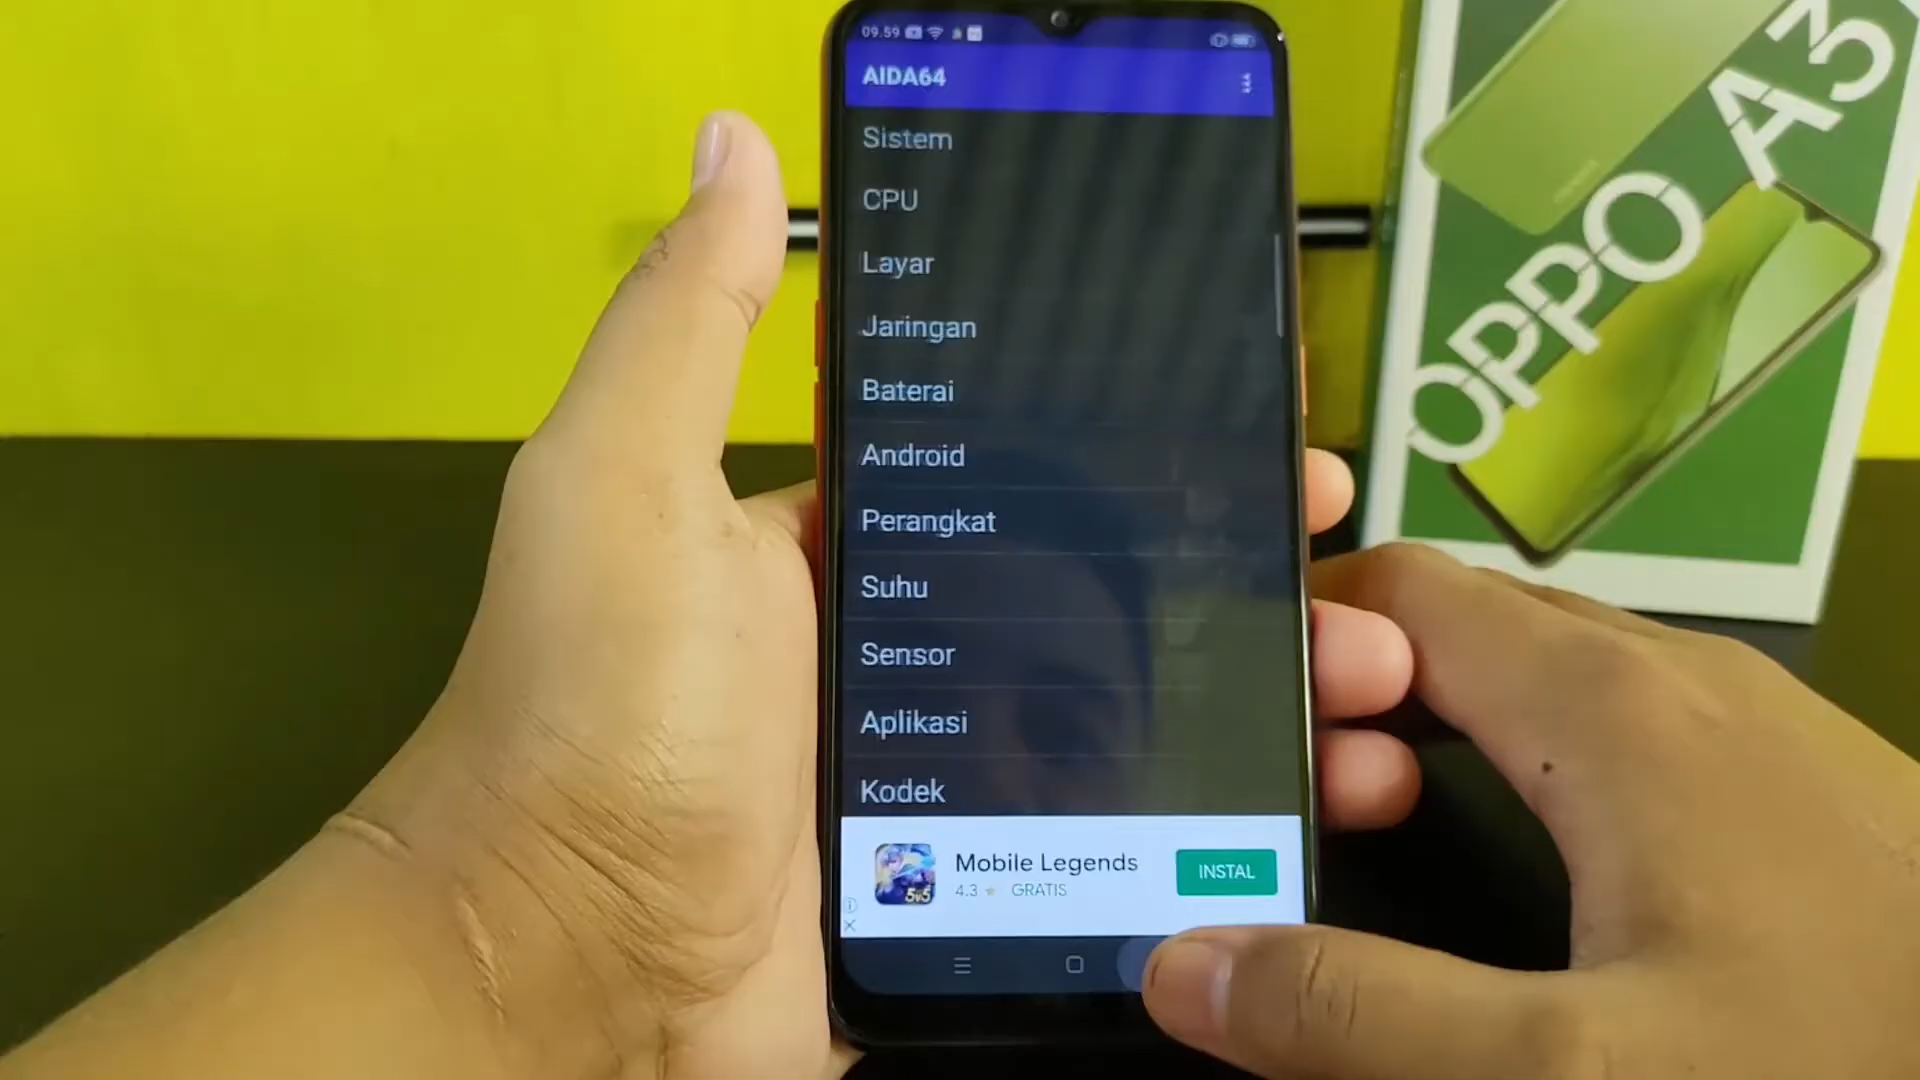 09.59
AIDA64
Sistem
CPU
Layar
Jaringan
Baterai
Android
Perangkat
Suhu
Sensor
Aplikasi
Kodek
5v5
Mobile Legends
4.3 ★ GRATIS
INSTAL
OPPO A3